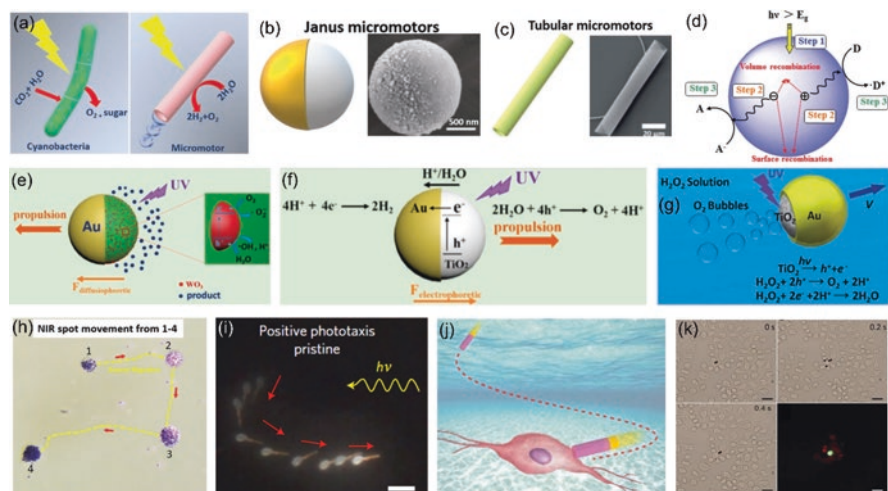 (a)
CO₂+H₂O
O₂, sugar
Cyanobacteria
2H₂O
2H₂+O₂
Micromotor
(b)
Janus micromotors
500 nm
(c)
Tubular micromotors
20 μm
(d)
hν > Eg
Step 1
Volume recombination
D
·D⁺
Step 3
Step 3
Step 2
Step 2
A
A⁻
Surface recombination
(e)
UV
propulsion
Au
O₂
O₂⁻
·OH, H⁺
H₂O
WO₃
product
F diffusiophoretic
(f)
H⁺/H₂O
UV
4H⁺ + 4e⁻ → 2H₂
Au
e⁻
2H₂O + 4h⁺ → O₂ + 4H⁺
h⁺
propulsion
TiO₂
F electrophoretic
H₂O₂ Solution
UV
(g)
O₂ Bubbles
TiO₂
Au
V
hν
TiO₂ → h⁺+e⁻
H₂O₂+ 2h⁺ → O₂ + 2H⁺
H₂O₂+ 2e⁻ +2H⁺ → 2H₂O
(h)
NIR spot movement from 1-4
1
2
3
4
(i)
Positive phototaxis
pristine
hν
(j)
(k)
0 s
0.2 s
0.4 s